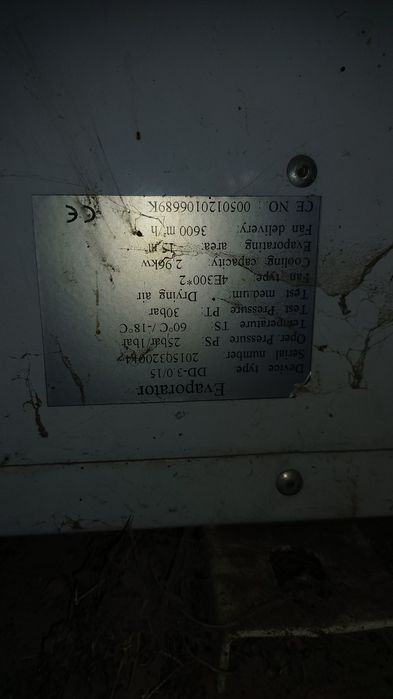 Evaporator
Device type DD-3.0/15
Serial number
Oper Pressure PS 25bar/1bar
Temperature TS 60°C /-18°C
Test Pressure PT 30bar
Test medium: Drying air
Fan type: 4E300*2
Cooling capacity: 2.96kw
Evaporating area: 15 m²
Fan delivery: 3600 m³/h
CE NO : 0050120106689K CE